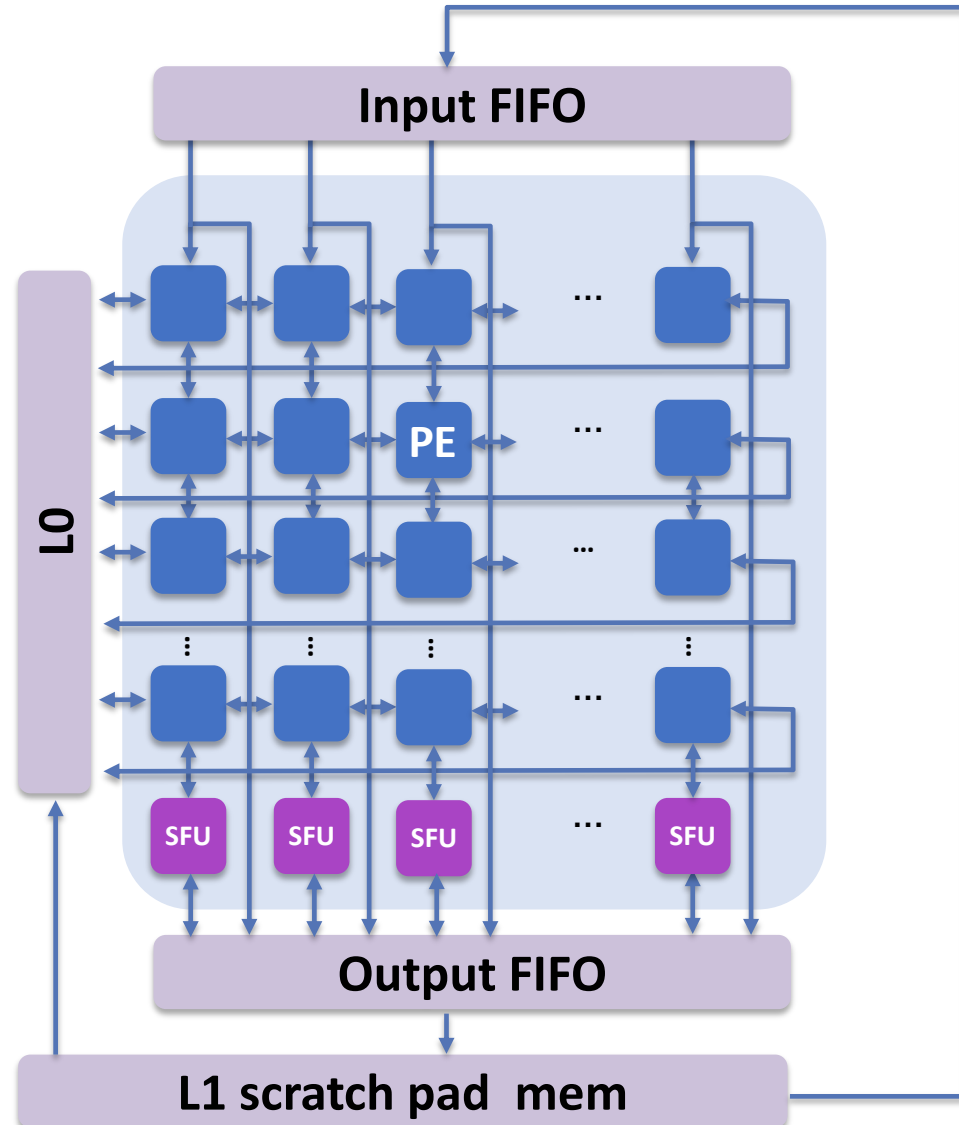 Input FIFO
...
...
PE
L0
...
...
...
...
...
...
SFU
SFU
SFU
...
SFU
Output FIFO
L1 scratch pad mem